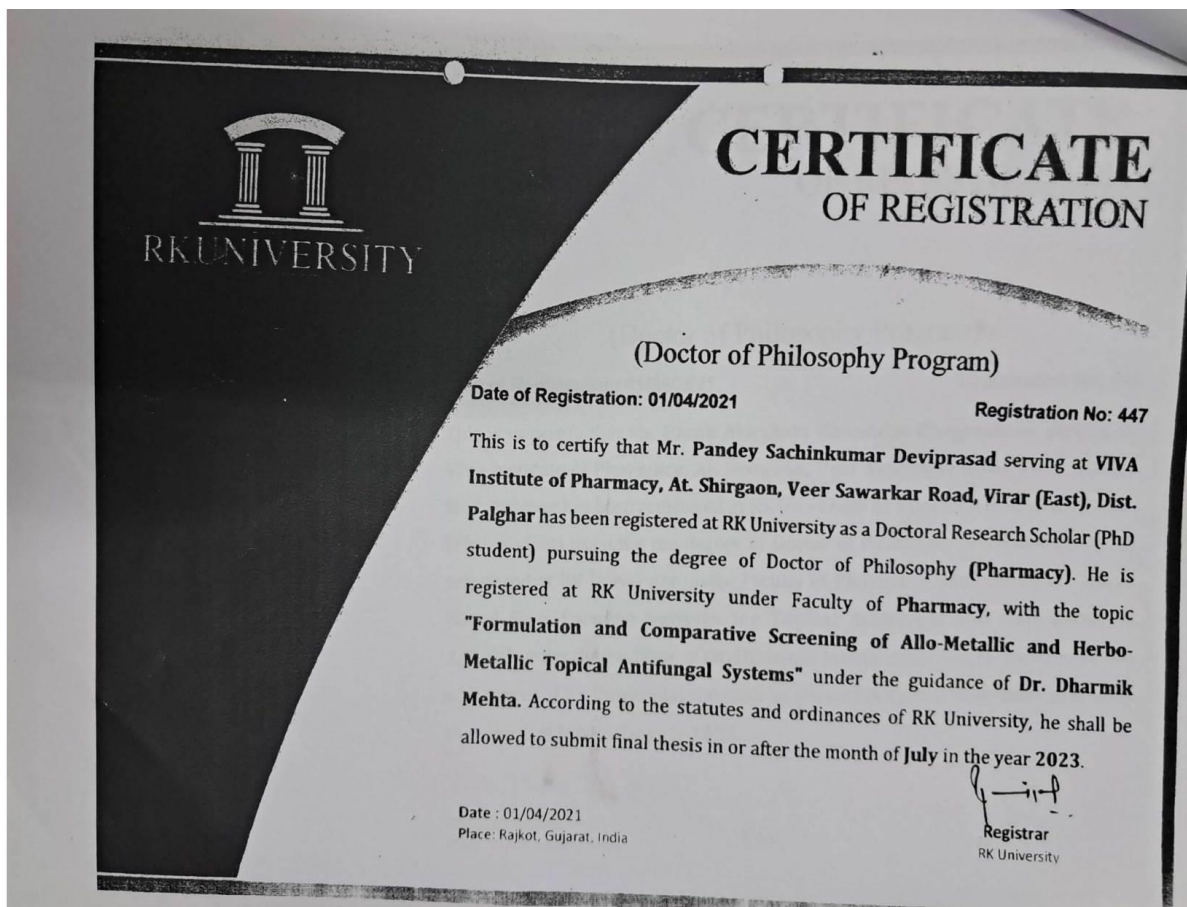 RK UNIVERSITY
CERTIFICATE
OF REGISTRATION
(Doctor of Philosophy Program)
Date of Registration: 01/04/2021
Registration No: 447
This is to certify that Mr. Pandey Sachinkumar Deviprasad serving at VIVA
Institute of Pharmacy, At. Shirgaon, Veer Sawarkar Road, Virar (East), Dist.
Palghar has been registered at RK University as a Doctoral Research Scholar (PhD
student) pursuing the degree of Doctor of Philosophy (Pharmacy). He is
registered at RK University under Faculty of Pharmacy, with the topic
"Formulation and Comparative Screening of Allo-Metallic and Herbo-
Metallic Topical Antifungal Systems" under the guidance of Dr. Dharmik
Mehta. According to the statutes and ordinances of RK University, he shall be
allowed to submit final thesis in or after the month of July in the year 2023.
Date : 01/04/2021
Place: Rajkot, Gujarat, India
Registrar
RK University